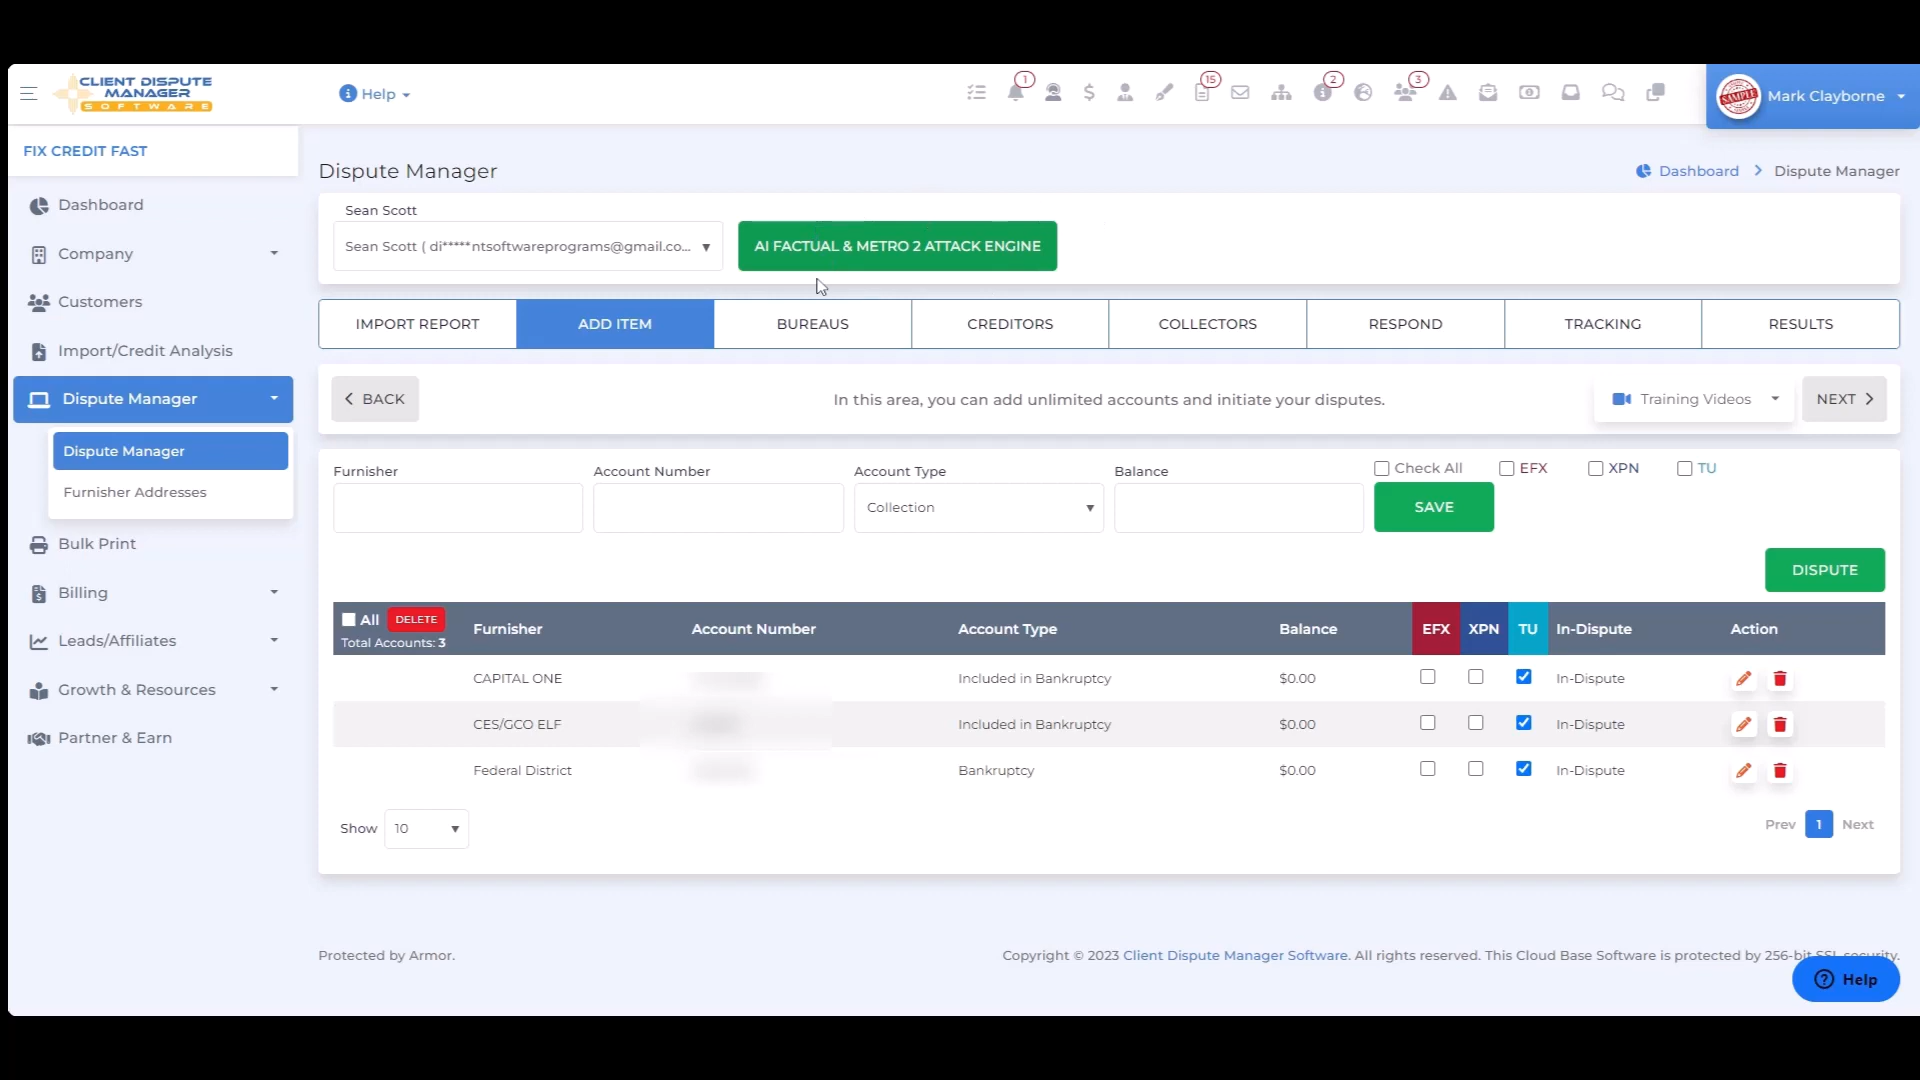 CLIENT DISPUTE
MANAGER
SOFTWARE
Help
1
15
2
3
SAMPLE
Mark Clayborne
FIX CREDIT FAST
Dashboard
Company
Customers
Import/Credit Analysis
Dispute Manager
Dispute Manager
Furnisher Addresses
Bulk Print
Billing
Leads/Affiliates
Growth & Resources
Partner & Earn
Dispute Manager
Dashboard > Dispute Manager
Sean Scott
Sean Scott ( di*****ntsoftwareprograms@gmail.co...
AI FACTUAL & METRO 2 ATTACK ENGINE
IMPORT REPORT
ADD ITEM
BUREAUS
CREDITORS
COLLECTORS
RESPOND
TRACKING
RESULTS
BACK
In this area, you can add unlimited accounts and initiate your disputes.
Training Videos
NEXT
Furnisher
Account Number
Account Type
Balance
Check All
EFX
XPN
TU
Collection
SAVE
DISPUTE
All DELETE
Total Accounts: 3
Furnisher
Account Number
Account Type
Balance
EFX
XPN
TU
In-Dispute
Action
CAPITAL ONE Included in Bankruptcy $0.00 In-Dispute
CES/GCO ELF Included in Bankruptcy $0.00 In-Dispute
Federal District Bankruptcy $0.00 In-Dispute
Show 10
Prev 1 Next
Protected by Armor.
Copyright © 2023 Client Dispute Manager Software. All rights reserved. This Cloud Base Software is protected by 256-bit SSL security.
Help